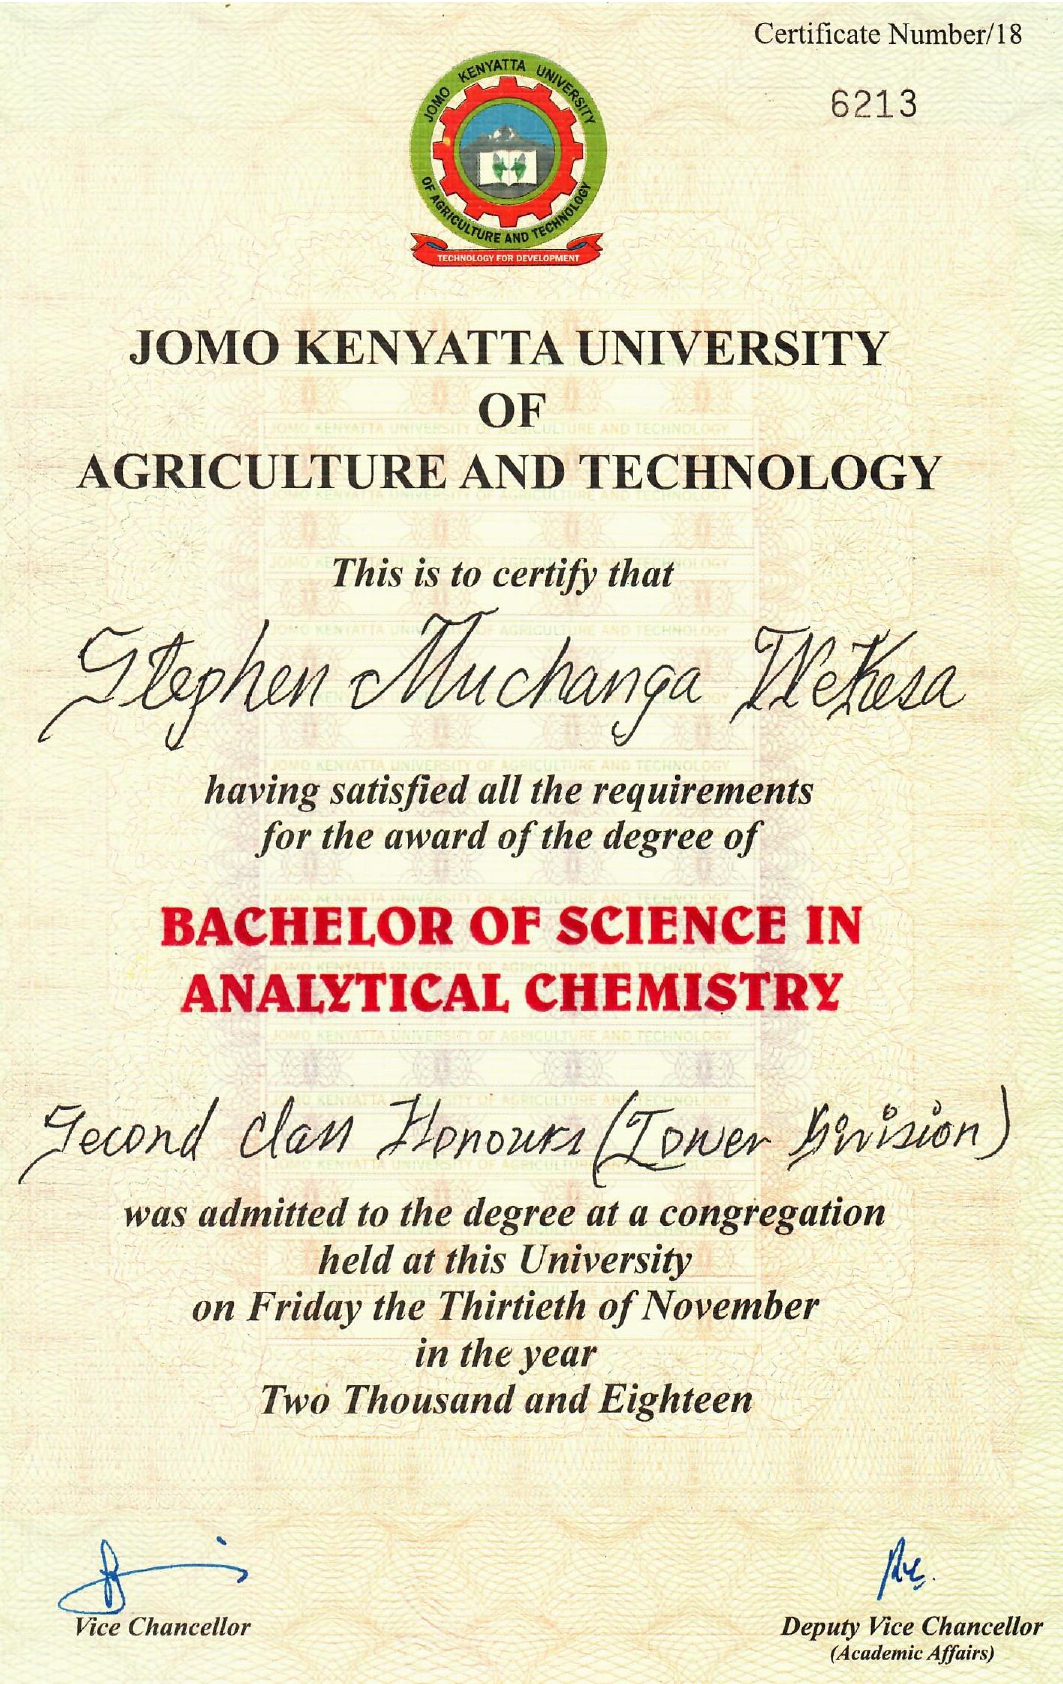 Certificate Number/18
6213
JOMO KENYATTA UNIVERSITY
OF AGRICULTURE AND TECHNOLOGY
TECHNOLOGY FOR DEVELOPMENT
JOMO KENYATTA UNIVERSITY
OF
AGRICULTURE AND TECHNOLOGY
This is to certify that
Stephen Muchanga Wekesa
having satisfied all the requirements
for the award of the degree of
BACHELOR OF SCIENCE IN
ANALYTICAL CHEMISTRY
Second Class Honours (Lower Division)
was admitted to the degree at a congregation
held at this University
on Friday the Thirtieth of November
in the year
Two Thousand and Eighteen
Vice Chancellor
Deputy Vice Chancellor
(Academic Affairs)